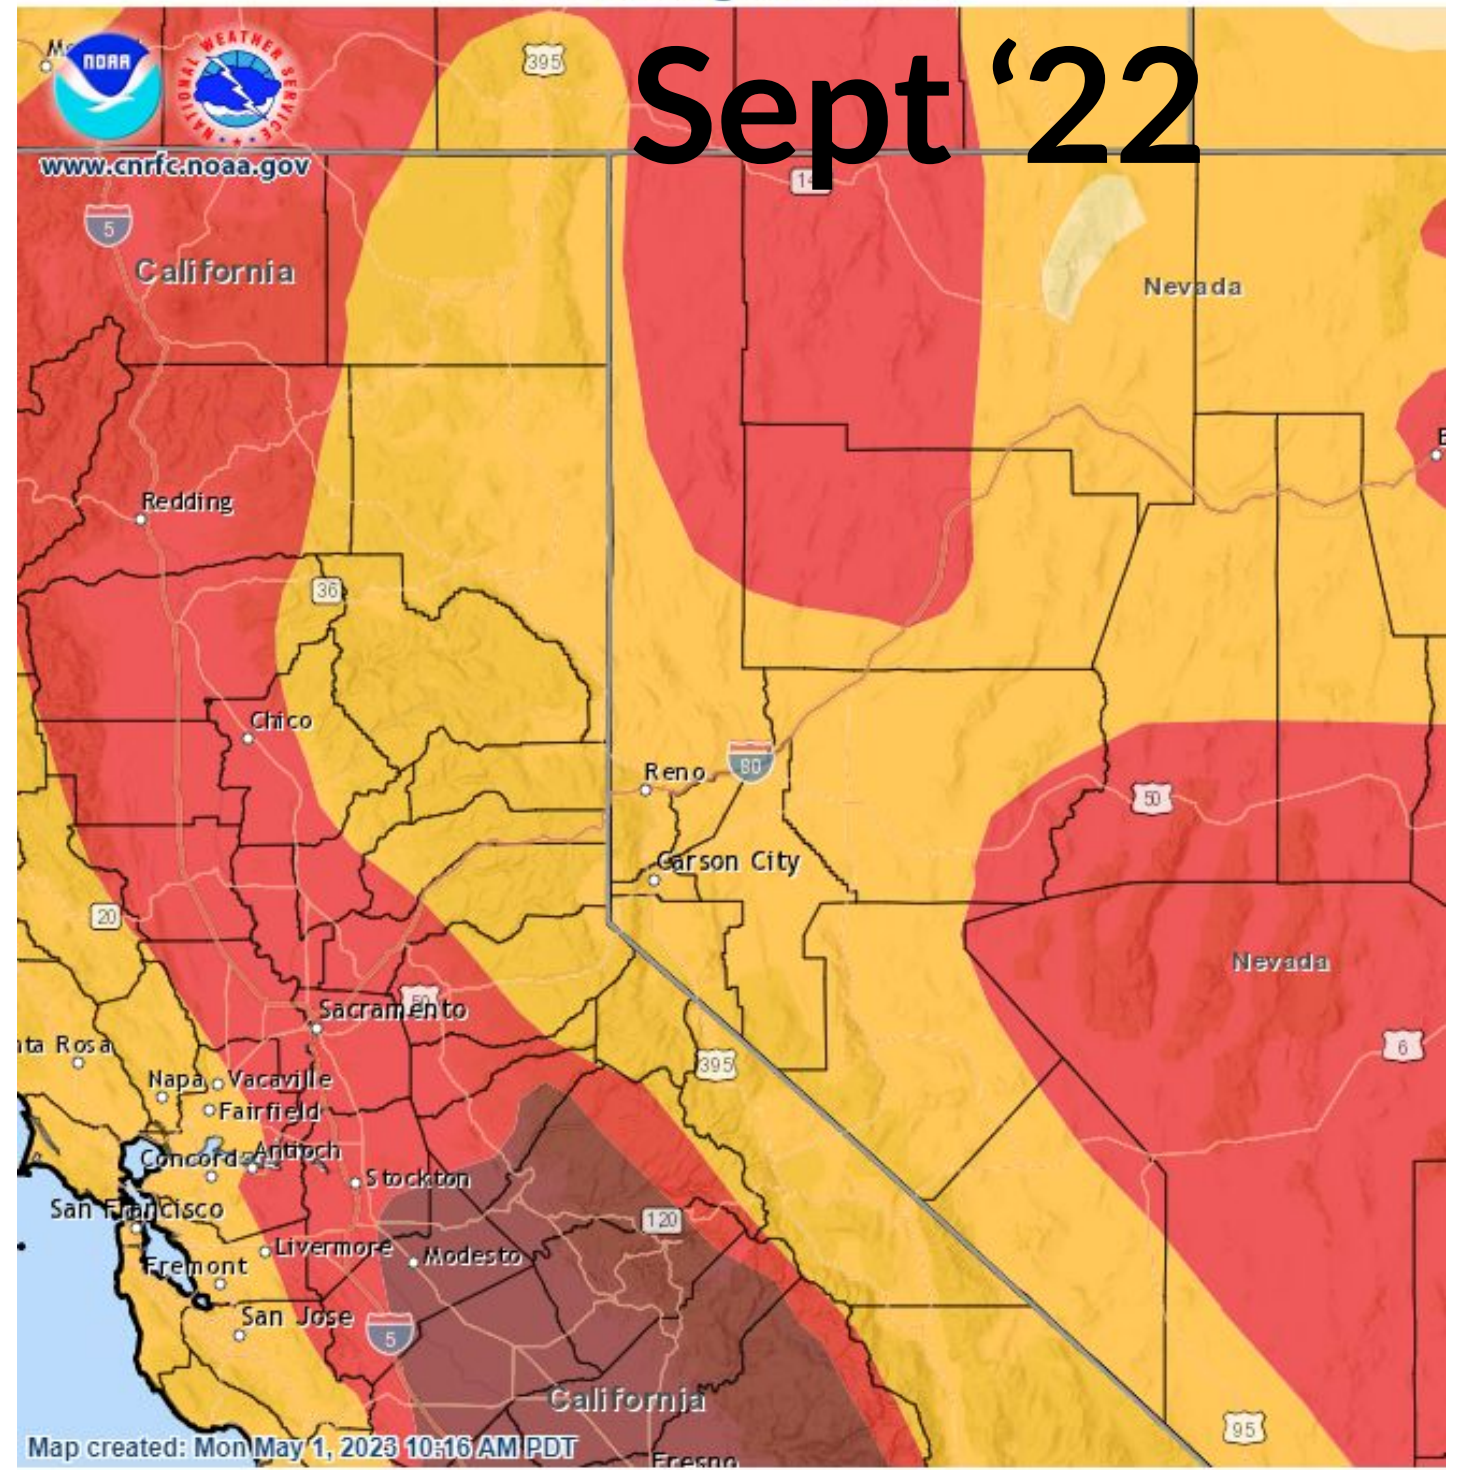 Sept ‘22
395
NOAA
NATIONAL WEATHER SERVICE
www.cnrfc.noaa.gov
5
California
Nevada
Redding
36
Chico
Reno
80
50
Carson City
20
Nevada
Sacramento
50
6
nta Rosa
395
Napa
Vacaville
Fairfield
Concord
Antioch
Stockton
San Francisco
120
Livermore
Modesto
Fremont
San Jose
5
California
95
Map created: Mon May 1, 2023 10:16 AM PDT
Fresno